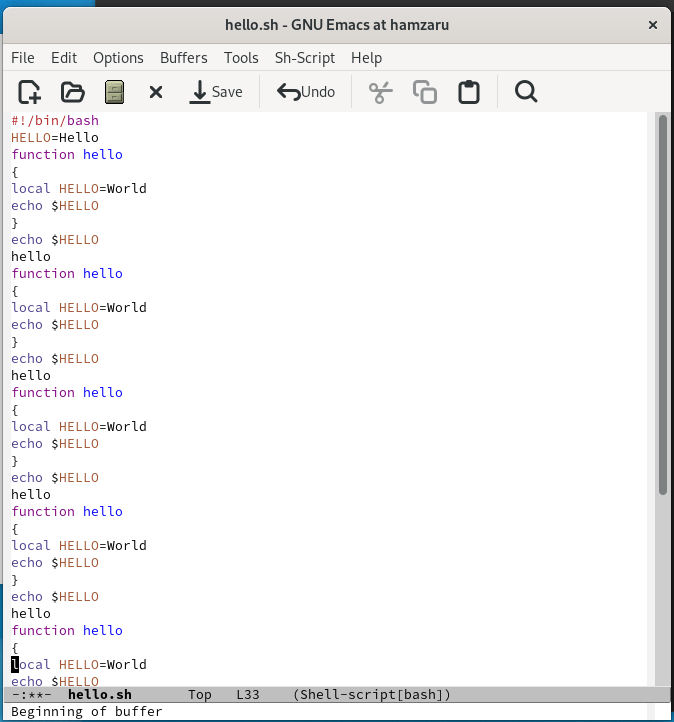 hello.sh - GNU Emacs at hamzaru
File Edit Options Buffers Tools Sh-Script Help
Save Undo
#!/bin/bash
HELLO=Hello
function hello
{
local HELLO=World
echo $HELLO
}
echo $HELLO
hello
function hello
{
local HELLO=World
echo $HELLO
}
echo $HELLO
hello
function hello
{
local HELLO=World
echo $HELLO
}
echo $HELLO
hello
function hello
{
local HELLO=World
echo $HELLO
}
echo $HELLO
hello
function hello
{
local HELLO=World
echo $HELLO
-:**- hello.sh Top L33 (Shell-script[bash])
Beginning of buffer